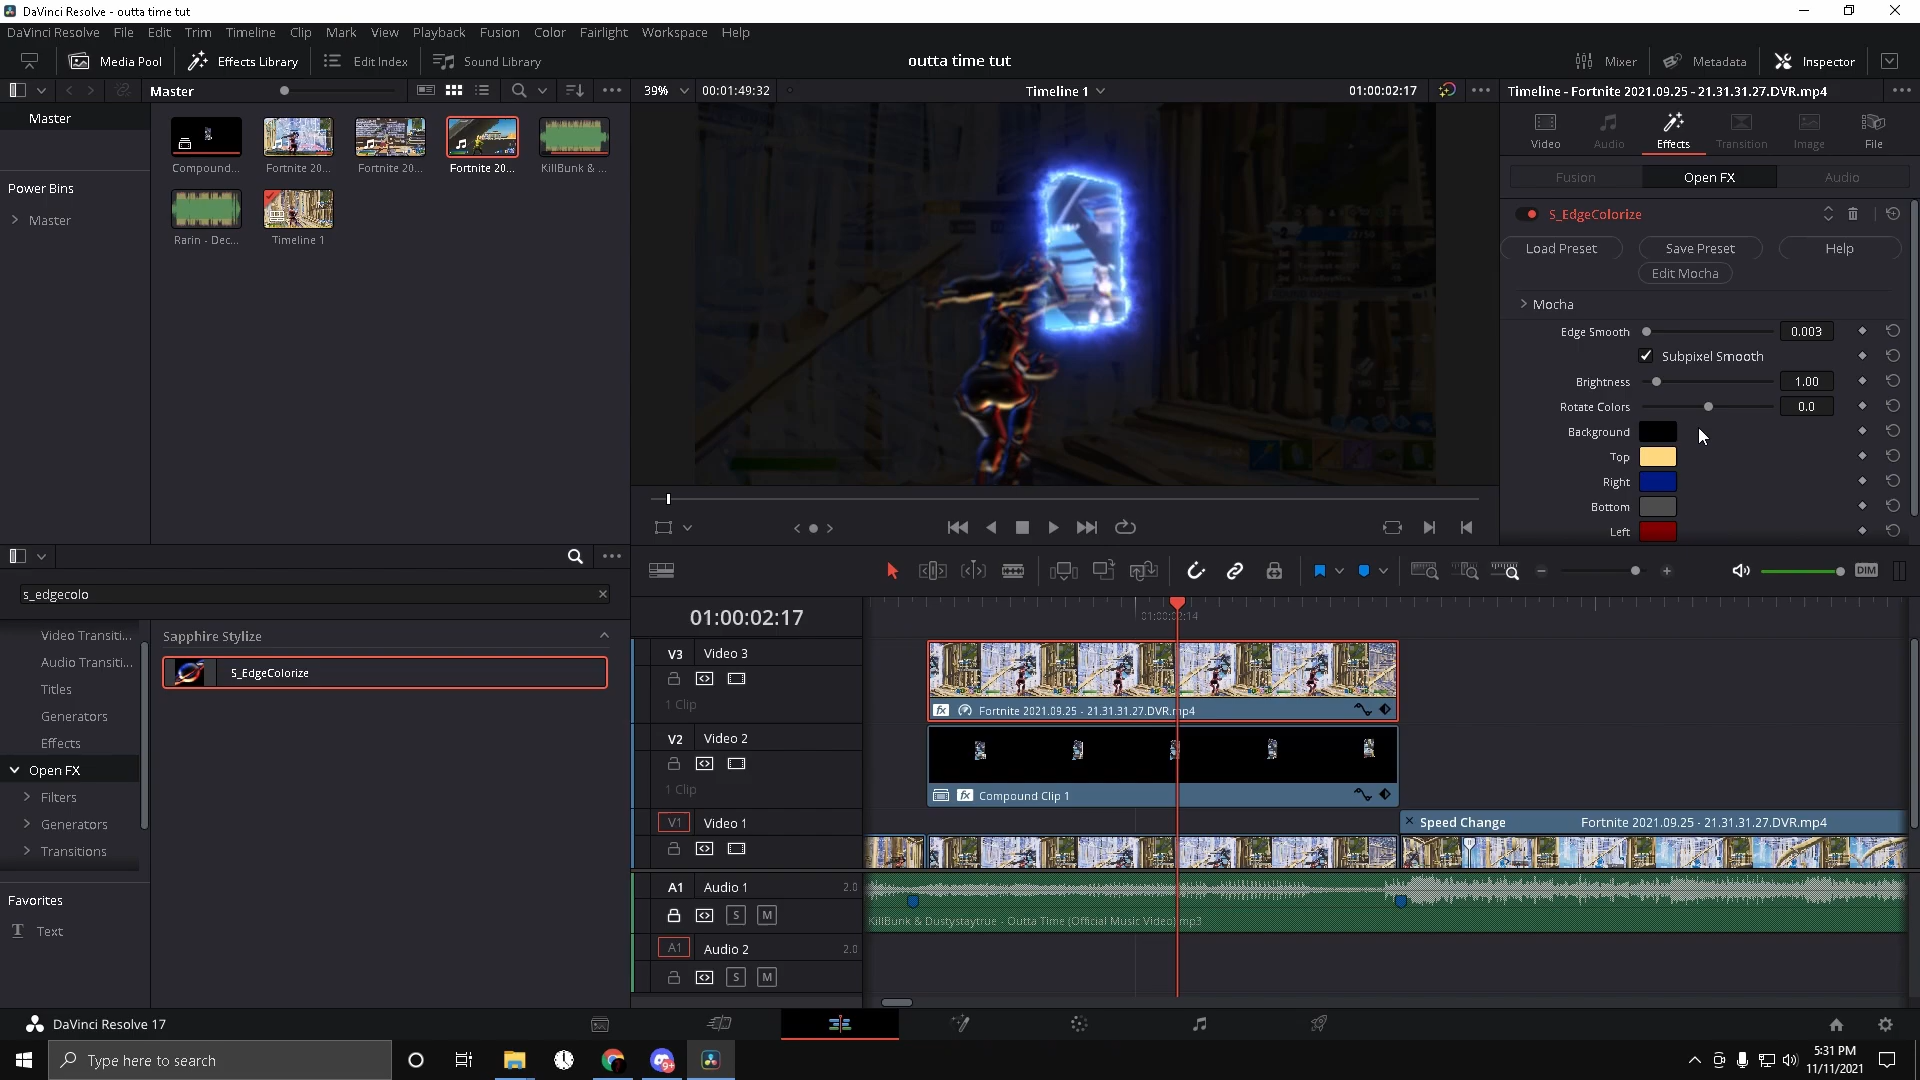 DaVinci Resolve - outta time tut
DaVinci Resolve File Edit Trim Timeline Clip Mark View Playback Fusion Color Fairlight Workspace Help
Media Pool Effects Library Edit Index Sound Library outta time tut Mixer Metadata Inspector
Master 39% 00:01:49:32 Timeline 1 01:00:02:17 Timeline - Fortnite 2021.09.25 - 21.31.31.27.DVR.mp4
Master
Video Audio Effects Transition Image File
Compound... Fortnite 20... Fortnite 20... Fortnite 20... KillBunk & ...
Fusion Open FX Audio
Power Bins
Master
S_EdgeColorize
Rarin - Dec... Timeline 1
Load Preset Save Preset Help
Edit Mocha
Mocha
Edge Smooth 0.003
Subpixel Smooth
Brightness 1.00
Rotate Colors 0.0
Background
Top
Right
Bottom
Left
s_edgecolo
DIM
01:00:02:17
01:00:02:14
Video Transiti...
Audio Transiti...
Titles
Generators
Effects
Open FX
Filters
Generators
Transitions
Favorites
Text
Sapphire Stylize
S_EdgeColorize
V3 Video 3
1 Clip
Fortnite 2021.09.25 - 21.31.31.27.DVR.mp4
V2 Video 2
1 Clip
Compound Clip 1
V1 Video 1
Speed Change Fortnite 2021.09.25 - 21.31.31.27.DVR.mp4
A1 Audio 1 2.0
S M
KillBunk & Dustystaytrue - Outta Time (Official Music Video).mp3
A1 Audio 2 2.0
S M
DaVinci Resolve 17
Type here to search
9+
5:31 PM
11/11/2021